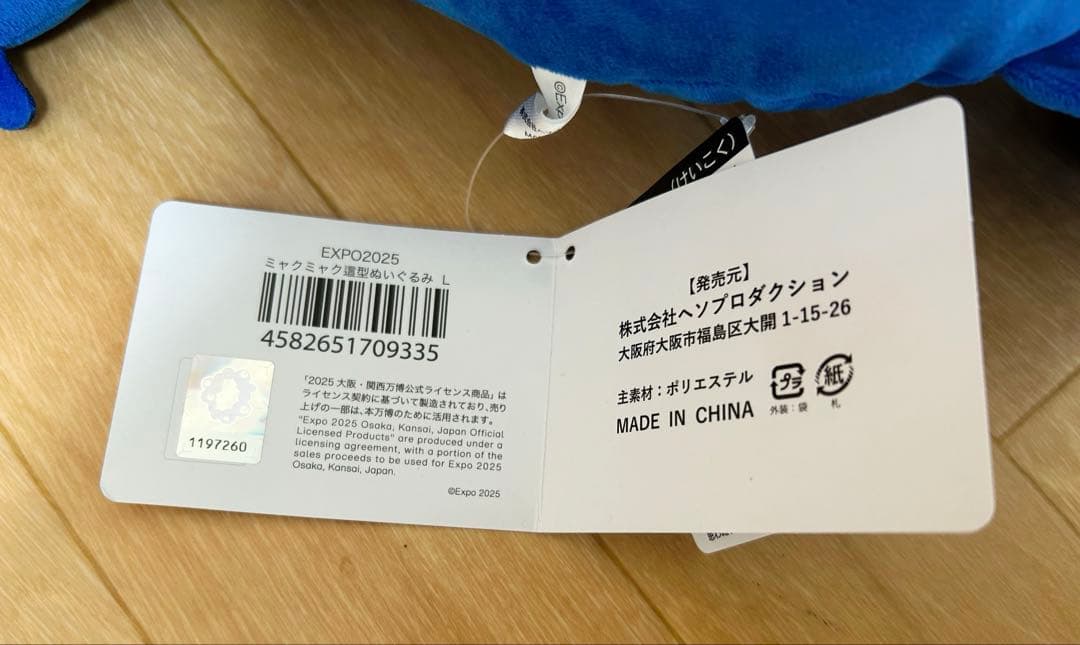 ©Exp
(けいこく)
EXPO2025
ミャクミャク這型ぬいぐるみ L
4582651709335
1197260
「2025 大阪・関西万博公式ライセンス商品」は
ライセンス契約に基づいて製造されており、売り
上げの一部は、本万博のために活用されます。
"Expo 2025 Osaka, Kansai, Japan Official
Licensed Products" are produced under a
licensing agreement, with a portion of the
sales proceeds to be used for Expo 2025
Osaka, Kansai, Japan.
©Expo 2025
【発売元】
株式会社ヘソプロダクション
大阪府大阪市福島区大開 1-15-26
主素材：ポリエステル
MADE IN CHINA
プラ
外装：袋
紙
札